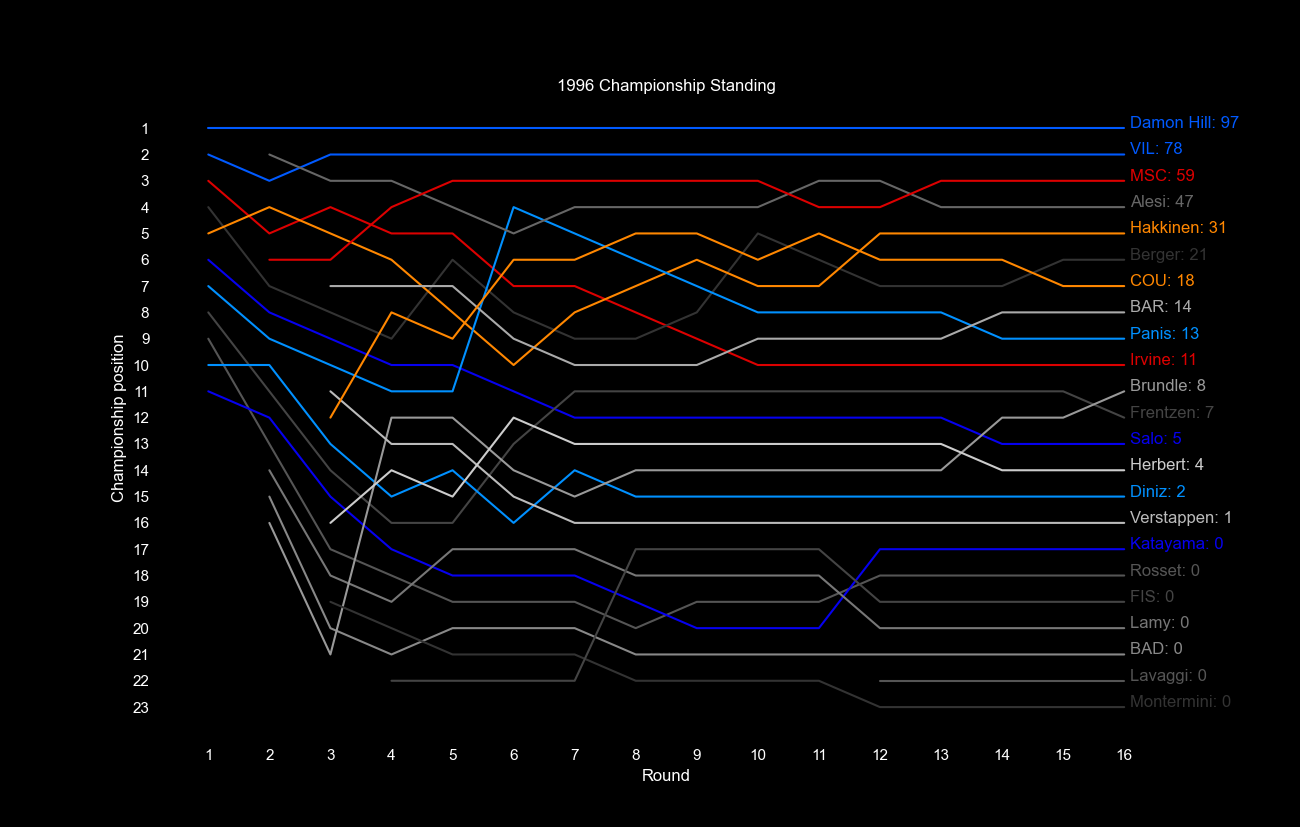 1996 Championship Standing
Championship position
1
2
3
4
5
6
7
8
9
10
11
12
13
14
15
16
17
18
19
20
21
22
23
Damon Hill: 97
VIL: 78
MSC: 59
Alesi: 47
Hakkinen: 31
Berger: 21
COU: 18
BAR: 14
Panis: 13
Irvine: 11
Brundle: 8
Frentzen: 7
Salo: 5
Herbert: 4
Diniz: 2
Verstappen: 1
Katayama: 0
Rosset: 0
FIS: 0
Lamy: 0
BAD: 0
Lavaggi: 0
Montermini: 0
1 2 3 4 5 6 7 8 9 10 11 12 13 14 15 16
Round